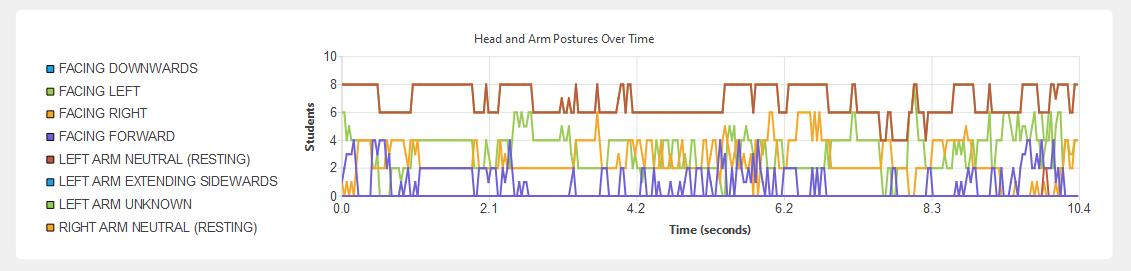 Head and Arm Postures Over Time
FACING DOWNWARDS
FACING LEFT
FACING RIGHT
FACING FORWARD
LEFT ARM NEUTRAL (RESTING)
LEFT ARM EXTENDING SIDEWARDS
LEFT ARM UNKNOWN
RIGHT ARM NEUTRAL (RESTING)
Students
10
8
6
4
2
0
0.0 2.1 4.2 6.2 8.3 10.4
Time (seconds)